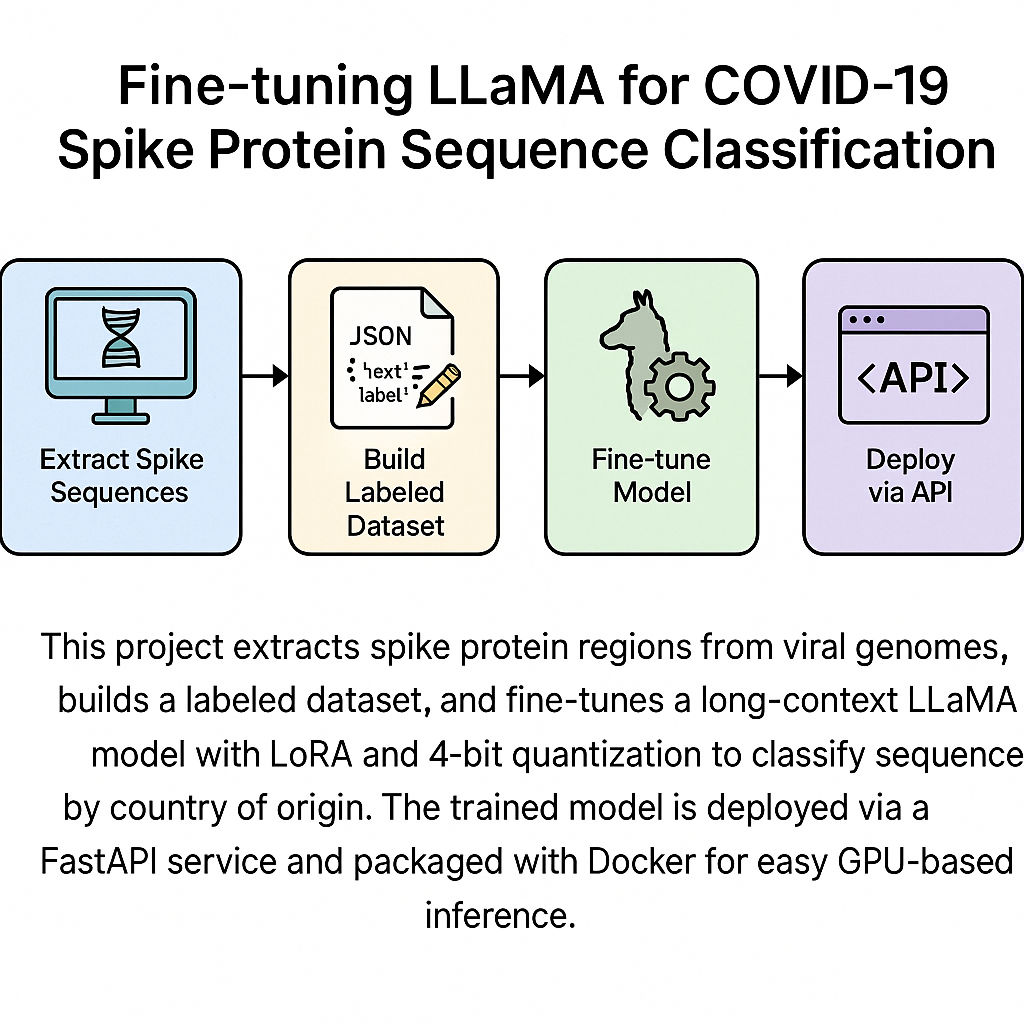 Fine-tuning LLaMA for COVID-19
Spike Protein Sequence Classification
Extract Spike
Sequences
JSON
label¹
Build
Labeled
Dataset
Fine-tune
Model
<API>
Deploy
via API
This project extracts spike protein regions from viral genomes,
builds a labeled dataset, and fine-tunes a long-context LLaMA
model with LoRA and 4-bit quantization to classify sequence
by country of origin. The trained model is deployed via a
FastAPI service and packaged with Docker for easy GPU-based
inference.